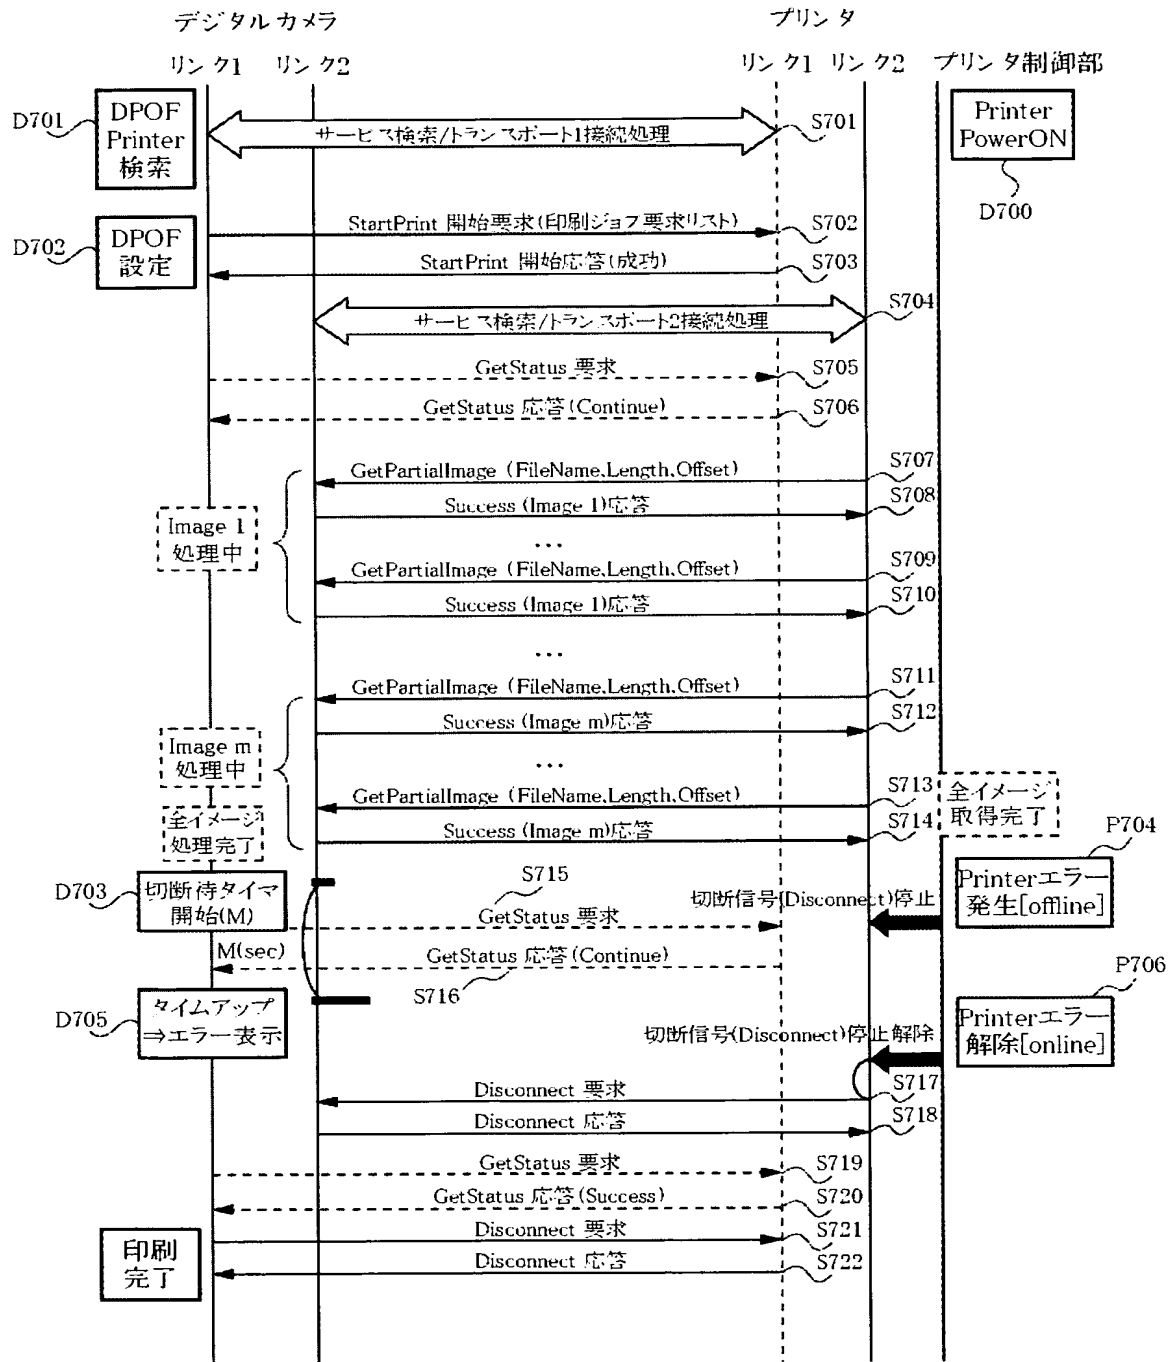 デジタルカメラ
プリンタ
リンク1
リンク2
リンク1
リンク2
プリンタ制御部
D701
DPOF
Printer
検索
サービス検索/トランスポート1接続処理
S701
Printer
PowerON
D700
D702
DPOF
設定
StartPrint 開始要求(印刷ジョブ要求リスト)
S702
StartPrint 開始応答(成功)
S703
サービス検索/トランスポート2接続処理
S704
GetStatus 要求
S705
GetStatus 応答(Continue)
S706
GetPartialImage (FileName,Length,Offset)
S707
Success (Image 1)応答
S708
Image 1
処理中
…
GetPartialImage (FileName,Length,Offset)
S709
Success (Image 1)応答
S710
…
GetPartialImage (FileName,Length,Offset)
S711
Success (Image m)応答
S712
Image m
処理中
…
GetPartialImage (FileName,Length,Offset)
S713
Success (Image m)応答
S714
全イメージ
処理完了
全イメージ
取得完了
P704
D703
切断待タイマ
開始(M)
S715
GetStatus 要求
切断信号(Disconnect)停止
Printerエラー
発生[offline]
M(sec)
GetStatus 応答(Continue)
S716
P706
D705
タイムアップ
⇒エラー表示
切断信号(Disconnect)停止解除
Printerエラー
解除[online]
Disconnect 要求
S717
Disconnect 応答
S718
GetStatus 要求
S719
GetStatus 応答(Success)
S720
Disconnect 要求
S721
Disconnect 応答
S722
印刷
完了